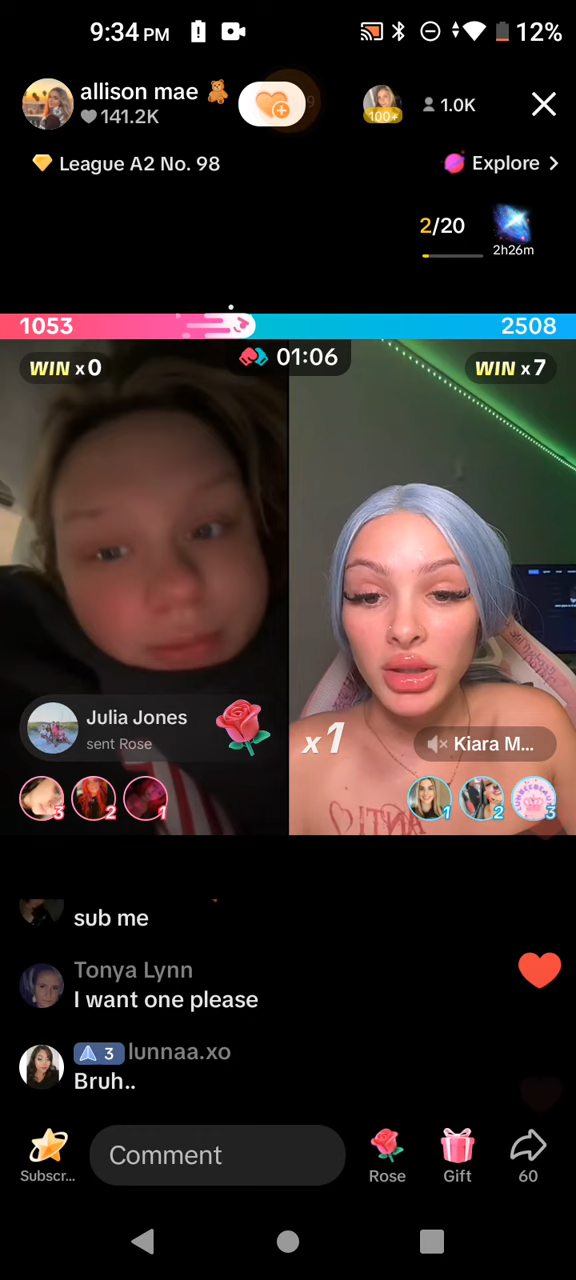 9:34 PM
12%
allison mae
141.2K
100+
1.0K
League A2 No. 98
Explore >
2/20
2h26m
1053
2508
WIN x0
01:06
WIN x7
Julia Jones
sent Rose
x1
Kiara M...
3
2
1
1
2
3
sub me
Tonya Lynn
I want one please
3 lunnaa.xo
Bruh..
Subscr...
Comment
Rose
Gift
60